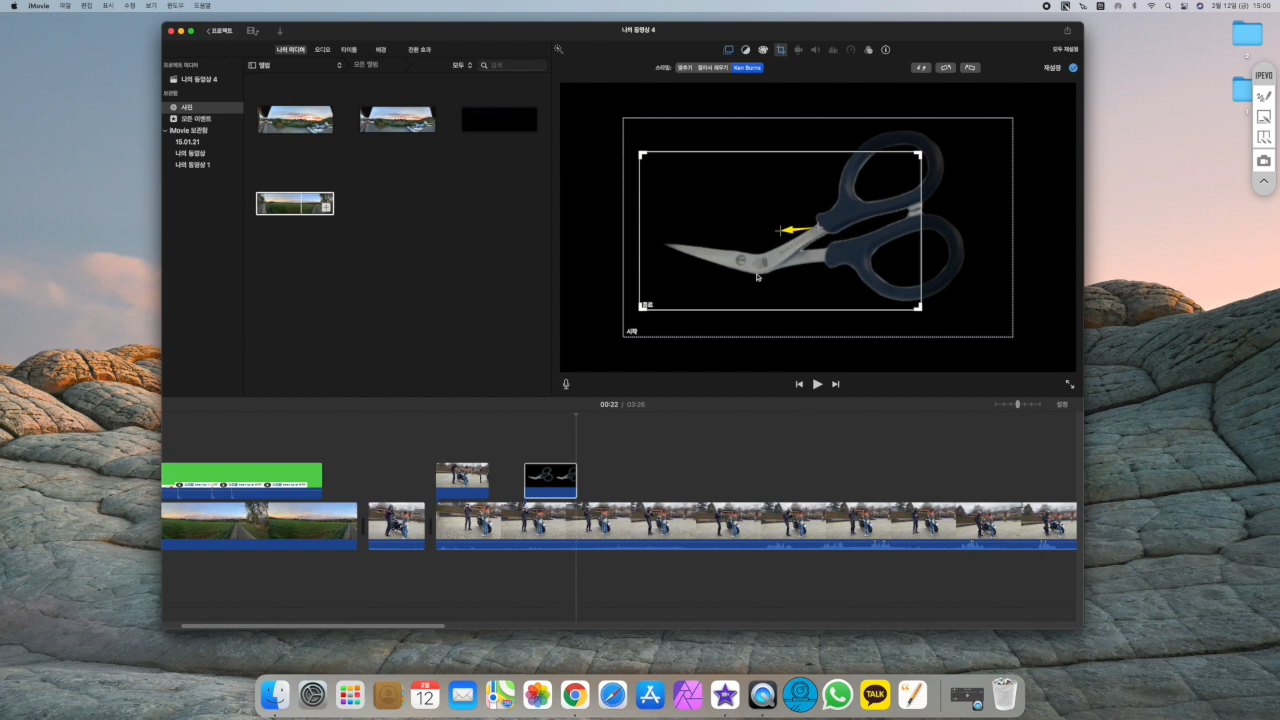 iMovie 파일 편집 표시 수정 보기 윈도우 도움말
2월 12일 (금) 15:00
프로젝트
나의 동영상 4
나의 미디어 오디오 타이틀 배경 전환 효과
모두 재설정
프로젝트 미디어
나의 동영상 4
보관함
사진
모든 이벤트
iMovie 보관함
15.01.21
나의 동영상
나의 동영상 1
앨범
모든 앨범
모두
검색
스타일: 맞추기 잘라서 채우기 Ken Burns
재설정
종료
시작
00:22 / 03:26
설정
IPEVO
2월
12
TALK